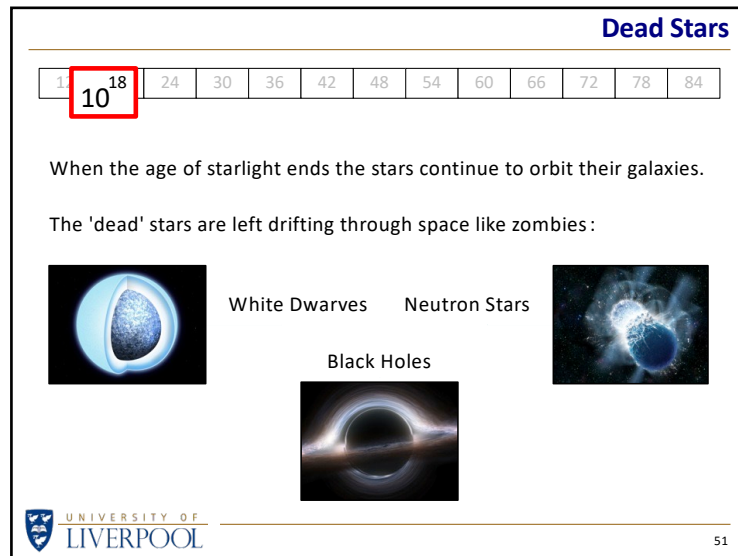 Dead Stars
12 10^18 24 30 36 42 48 54 60 66 72 78 84
When the age of starlight ends the stars continue to orbit their galaxies.
The 'dead' stars are left drifting through space like zombies:
White Dwarves Neutron Stars
Black Holes
UNIVERSITY OF
LIVERPOOL
51